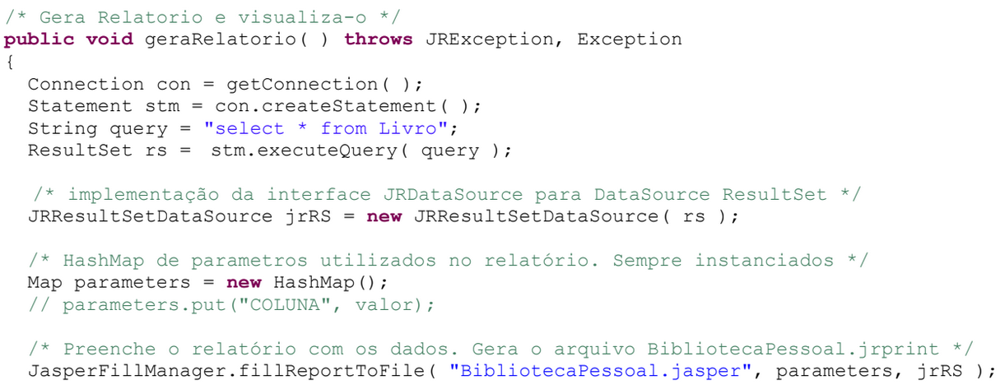 /* Gera Relatorio e visualiza-o */
public void geraRelatorio( ) throws JRException, Exception
{
Connection con = getConnection( );
Statement stm = con.createStatement( );
String query = "select * from Livro";
ResultSet rs =  stm.executeQuery( query );
/* implementação da interface JRDataSource para DataSource ResultSet */
JRResultSetDataSource jrRS = new JRResultSetDataSource( rs );
/* HashMap de parametros utilizados no relatório. Sempre instanciados */
Map parameters = new HashMap();
// parameters.put("COLUNA", valor);
/* Preenche o relatório com os dados. Gera o arquivo BibliotecaPessoal.jrprint */
JasperFillManager.fillReportToFile( "BibliotecaPessoal.jasper", parameters, jrRS );